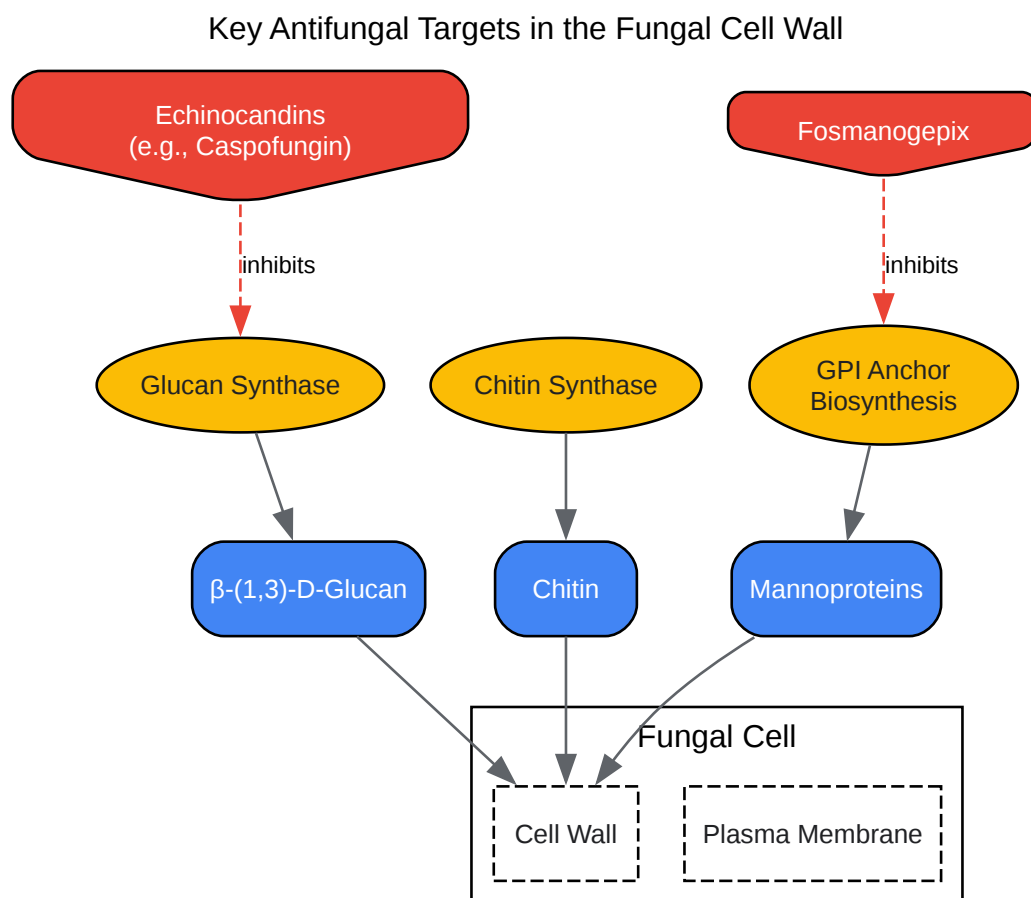 Key Antifungal Targets in the Fungal Cell Wall
Echinocandins
(e.g., Caspofungin)
Fosmanogepix
inhibits
inhibits
Glucan Synthase
Chitin Synthase
GPI Anchor
Biosynthesis
β-(1,3)-D-Glucan
Chitin
Mannoproteins
Fungal Cell
Cell Wall
Plasma Membrane